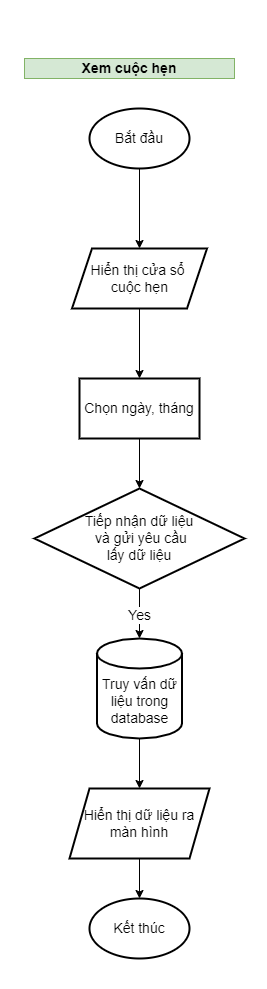 Xem cuộc hẹn
Bắt đầu
Hiển thị cửa sổ
cuộc hẹn
Chọn ngày, tháng
Tiếp nhận dữ liệu
và gửi yêu cầu
lấy dữ liệu
Yes
Truy vấn dữ
liệu trong
database
Hiển thị dữ liệu ra
màn hình
Kết thúc